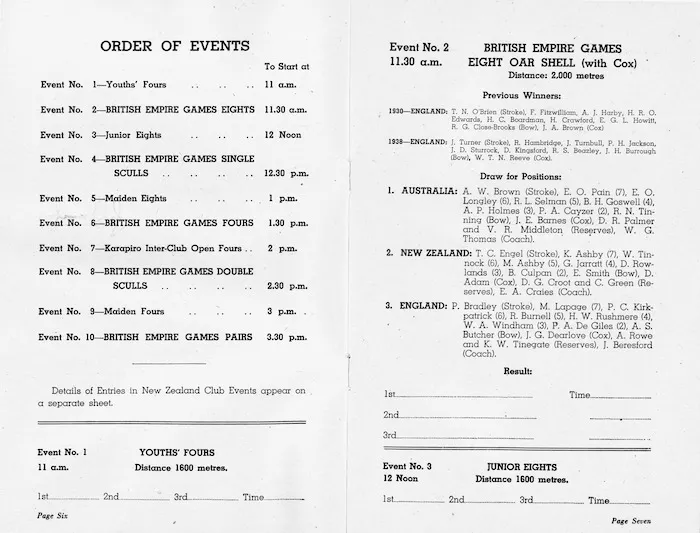 ORDER OF EVENTS
To Start at
Event No. 1—Youths' Fours .. .. .. 11 a.m.
Event No. 2—BRITISH EMPIRE GAMES EIGHTS 11.30 a.m.
Event No. 3—Junior Eights .. .. .. 12 Noon
Event No. 4—BRITISH EMPIRE GAMES SINGLE
SCULLS .. .. .. .. 12.30 p.m.
Event No. 5—Maiden Eights .. .. .. 1 p.m.
Event No. 6—BRITISH EMPIRE GAMES FOURS 1.30 p.m.
Event No. 7—Karapiro Inter-Club Open Fours .. 2 p.m.
Event No. 8—BRITISH EMPIRE GAMES DOUBLE
SCULLS .. .. .. .. 2.30 p.m.
Event No. 9—Maiden Fours .. .. .. 3 p.m.
Event No. 10—BRITISH EMPIRE GAMES PAIRS 3.30 p.m.
Details of Entries in New Zealand Club Events appear on
a separate sheet.
Event No. 1 YOUTHS' FOURS
11 a.m. Distance 1600 metres.
1st 2nd 3rd Time
Page Six
Event No. 2 BRITISH EMPIRE GAMES
11.30 a.m. EIGHT OAR SHELL (with Cox)
Distance: 2,000 metres
Previous Winners:
1930—ENGLAND: T. N. O'Brien (Stroke), F. Fitzwilliam, A. J. Harby, H. R. O.
Edwards, H. C. Boardman, H. Crawford, E. G. L. Howitt,
R. G. Close-Brooks (Bow), J. A. Brown (Cox)
1938—ENGLAND: J. Turner (Stroke), R. Hambridge, J. Turnbull, P. H. Jackson,
J. D. Sturrock, D. Kingsford, R. S. Beazley, J. H. Burrough
(Bow), W. T. N. Reeve (Cox).
Draw for Positions:
1. AUSTRALIA: A. W. Brown (Stroke), E. O. Pain (7), E. O.
Longley (6), R. L. Selman (5), B. H. Goswell (4),
A. P. Holmes (3), P. A. Cayzer (2), R. N. Tin-
ning (Bow), J. E. Barnes (Cox), D. R. Palmer
and V. R. Middleton (Reserves), W. G.
Thomas (Coach).
2. NEW ZEALAND: T. C. Engel (Stroke), K. Ashby (7), W. Tin-
nock (6), M. Ashby (5), G. Jarratt (4), D. Row-
lands (3), B. Culpan (2), E. Smith (Bow), D.
Adam (Cox), D. G. Croot and C. Green (Re-
serves), E. A. Craies (Coach).
3. ENGLAND: P. Bradley (Stroke), M. Lapage (7), P. C. Kirk-
patrick (6), R. Burnell (5), H. W. Rushmere (4),
W. A. Windham (3), P. A. De Giles (2), A. S.
Butcher (Bow), J. G. Dearlove (Cox), A. Rowe
and K. W. Tinegate (Reserves), J. Beresford
(Coach).
Result:
1st Time
2nd
3rd
Event No. 3 JUNIOR EIGHTS
12 Noon Distance 1600 metres.
1st 2nd 3rd Time
Page Seven